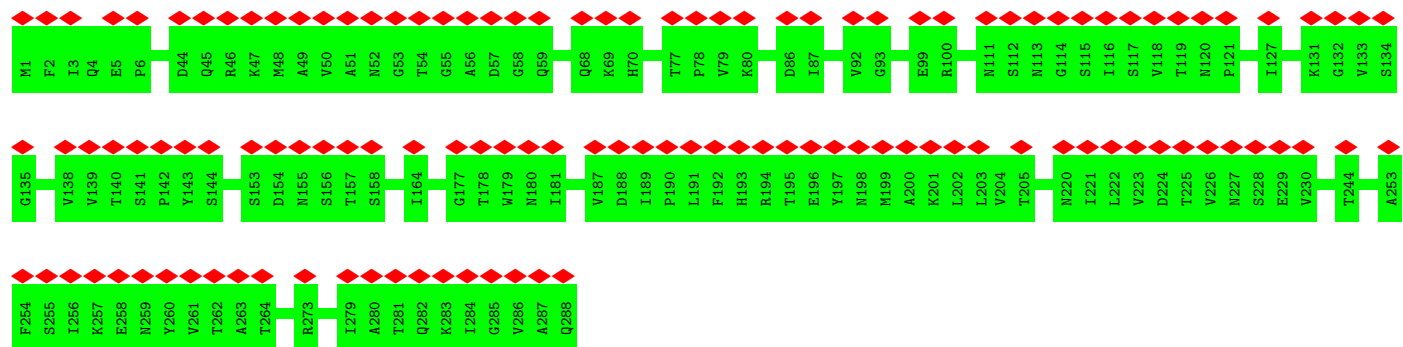 M1 F2 I3 Q4 E5 P6 D44 Q45 R46 K47 M48 A49 V50 A51 N52 G53 T54 G55 A56 D57 G58 Q59 Q68 K69 H70 T77 P78 V79 K80 D86 I87 V92 G93 E99 R100 N111 S112 N113 G114 S115 I116 S117 V118 T119 N120 P121 I127 K131 G132 V133 S134
G135 V138 V139 T140 S141 P142 Y143 S144 S153 D154 N155 S156 T157 S158 I164 G177 T178 W179 N180 I181 V187 D188 I189 P190 L191 F192 H193 R194 T195 E196 Y197 N198 M199 A200 K201 L202 L203 V204 T205 N220 I221 L222 V223 D224 T225 V226 N227 S228 E229 V230 T244 A253
F254 S255 I256 K257 E258 N259 Y260 V261 T262 A263 T264 R273 I279 A280 T281 Q282 K283 I284 G285 V286 A287 Q288